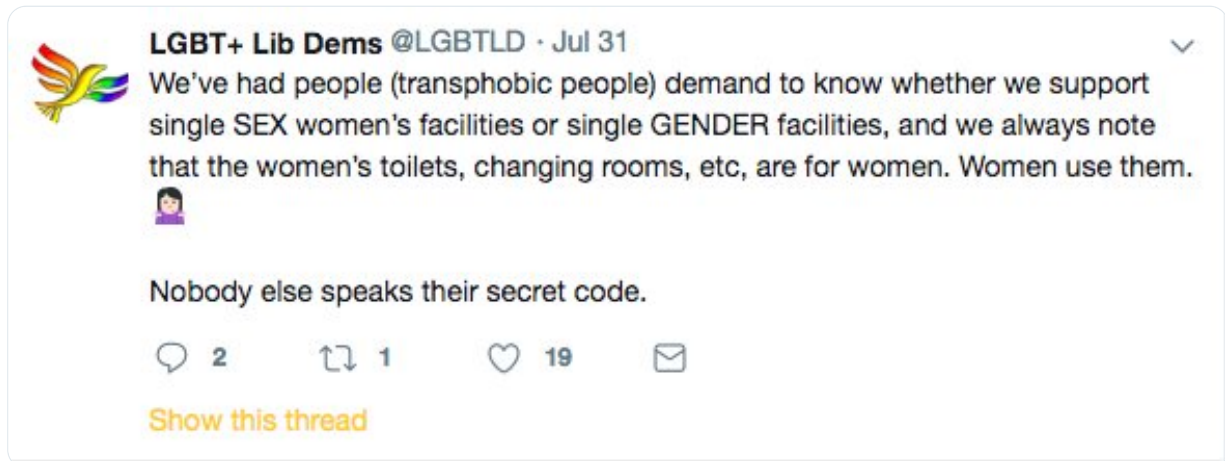 LGBT+ Lib Dems @LGBTLD · Jul 31
We've had people (transphobic people) demand to know whether we support
single SEX women's facilities or single GENDER facilities, and we always note
that the women's toilets, changing rooms, etc, are for women. Women use them.
🤷🏻‍♀️
Nobody else speaks their secret code.
2 1 19
Show this thread